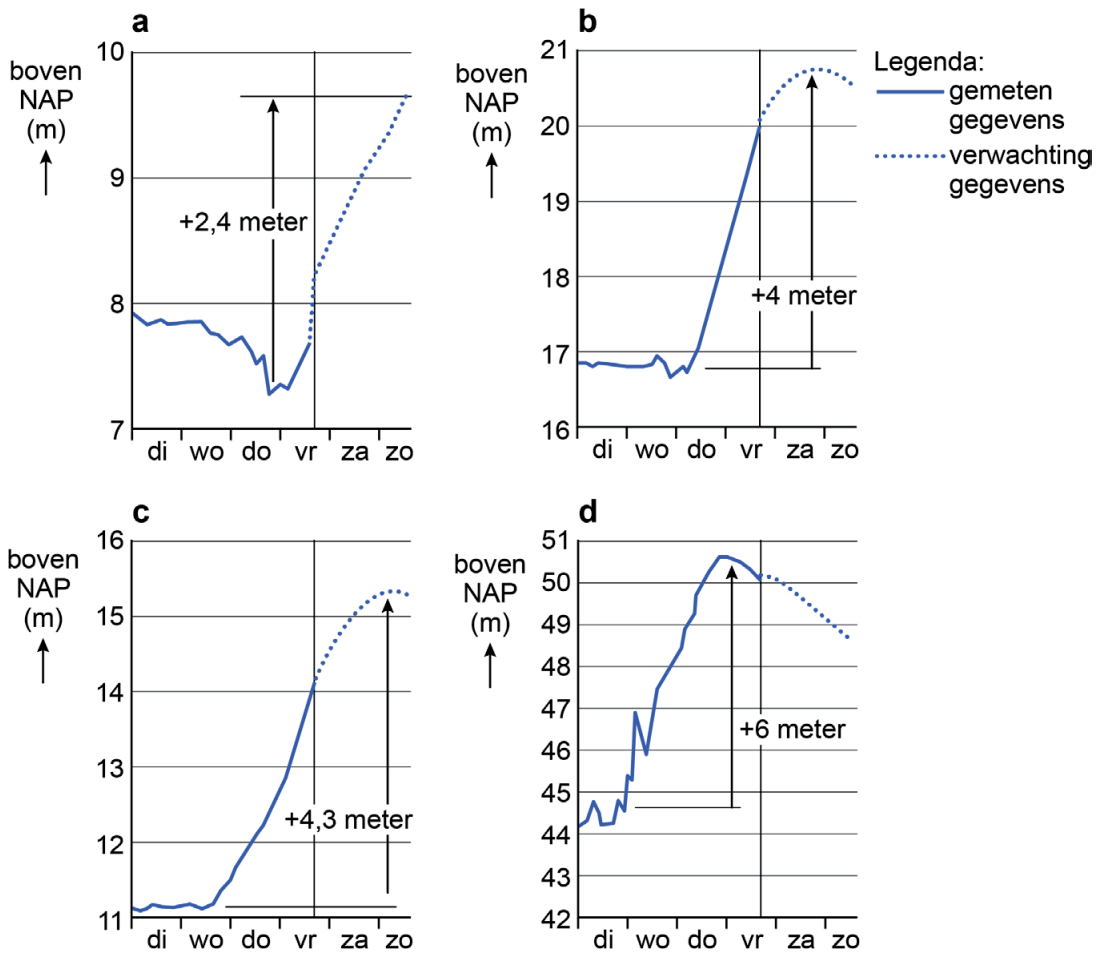 a
boven
NAP
(m)
10
9
8
7
+2,4 meter
di wo do vr za zo
b
boven
NAP
(m)
21
20
19
18
17
16
+4 meter
di wo do vr za zo
Legenda:
gemeten
gegevens
verwachting
gegevens
c
boven
NAP
(m)
16
15
14
13
12
11
+4,3 meter
di wo do vr za zo
d
boven
NAP
(m)
51
50
49
48
47
46
45
44
43
42
+6 meter
di wo do vr za zo